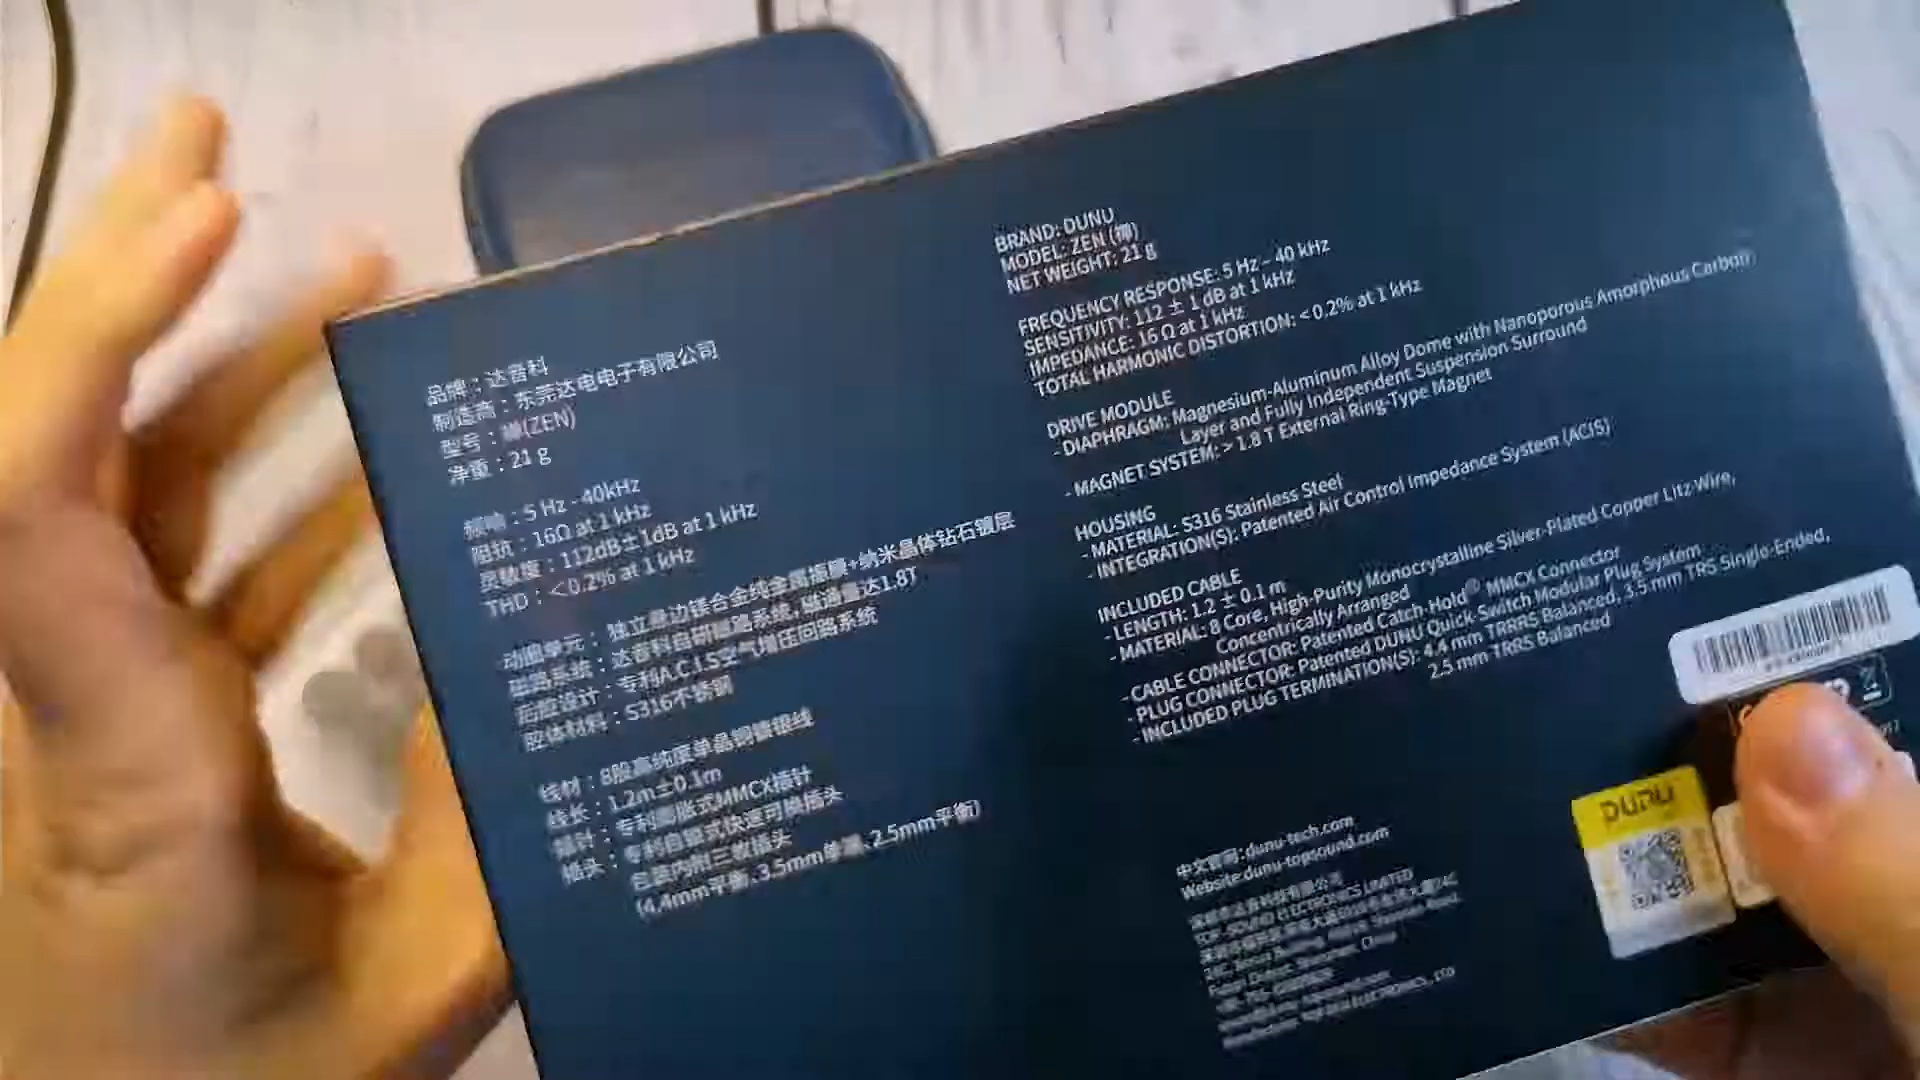 品牌：达音科
制造商：东莞达电电子有限公司
型号：禅(ZEN)
净重：21 g
频响：5 Hz - 40kHz
阻抗：16Ω at 1 kHz
灵敏度：112dB±1dB at 1 kHz
THD：<0.2% at 1 kHz
动圈单元：独立悬边镁合金纯金属振膜+纳米晶体钻石镀层
磁路系统：达音科自研磁路系统，磁通量达1.8T
后腔设计：专利A.C.I.S空气增压回路系统
腔体材料：S316不锈钢
线材：8股高纯度单晶铜镀银线
线长：1.2m±0.1m
插针：专利膨胀式MMCX插针
插头：专利自锁式快速可换插头
包装内附三枚插头
(4.4mm平衡、3.5mm单端、2.5mm平衡)
BRAND: DUNU
MODEL: ZEN (禅)
NET WEIGHT: 21 g
FREQUENCY RESPONSE: 5 Hz - 40 kHz
SENSITIVITY: 112 ± 1 dB at 1 kHz
IMPEDANCE: 16 Ω at 1 kHz
TOTAL HARMONIC DISTORTION: <0.2% at 1 kHz
DRIVE MODULE
- DIAPHRAGM: Magnesium-Aluminum Alloy Dome with Nanoporous Amorphous Carbon
Layer and Fully Independent Suspension Surround
- MAGNET SYSTEM: > 1.8 T External Ring-Type Magnet
HOUSING
- MATERIAL: S316 Stainless Steel
- INTEGRATION(S): Patented Air Control Impedance System (ACIS)
INCLUDED CABLE
- LENGTH: 1.2 ± 0.1 m
- MATERIAL: 8 Core, High-Purity Monocrystalline Silver-Plated Copper Litz Wire,
Concentrically Arranged
- CABLE CONNECTOR: Patented Catch-Hold® MMCX Connector
- PLUG CONNECTOR: Patented DUNU Quick-Switch Modular Plug System
- INCLUDED PLUG TERMINATION(S): 4.4 mm TRRRS Balanced, 3.5 mm TRS Single-Ended,
2.5 mm TRRS Balanced
中文官网:dunu-tech.com
Website:dunu-topsound.com
TOP SOUND ELECTRONICS LIMITED
DUNU